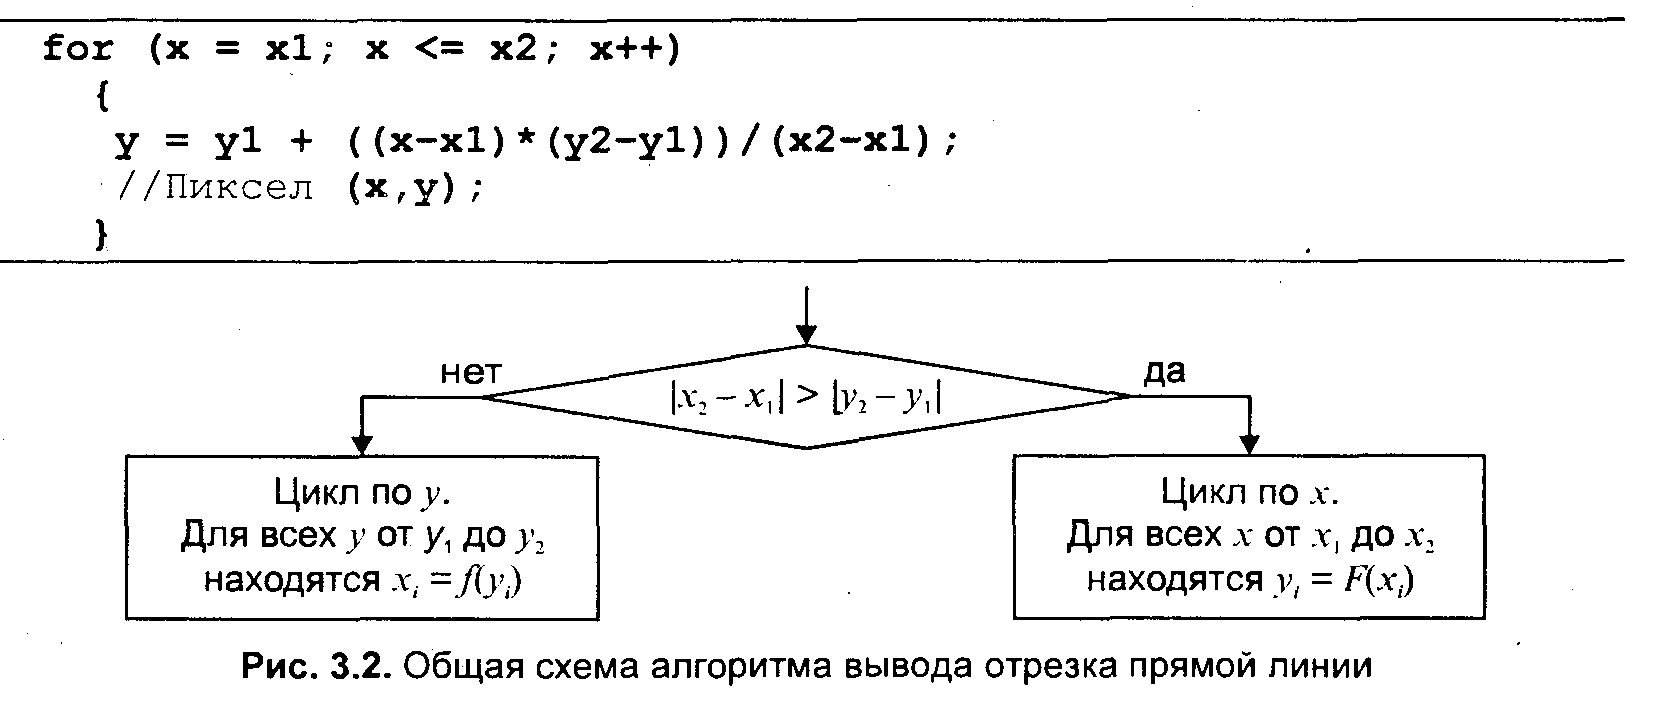 for (x = x1; x <= x2; x++)
{
y = y1 + ((x-x1)*(y2-y1))/(x2-x1);
//Пиксел (x,y);
}
нет
|x₂ – x₁| > |y₂ – y₁|
да
Цикл по y.
Для всех y от y₁ до y₂
находятся xᵢ = f(yᵢ)
Цикл по x.
Для всех x от x₁ до x₂
находятся yᵢ = F(xᵢ)
Рис. 3.2. Общая схема алгоритма вывода отрезка прямой линии